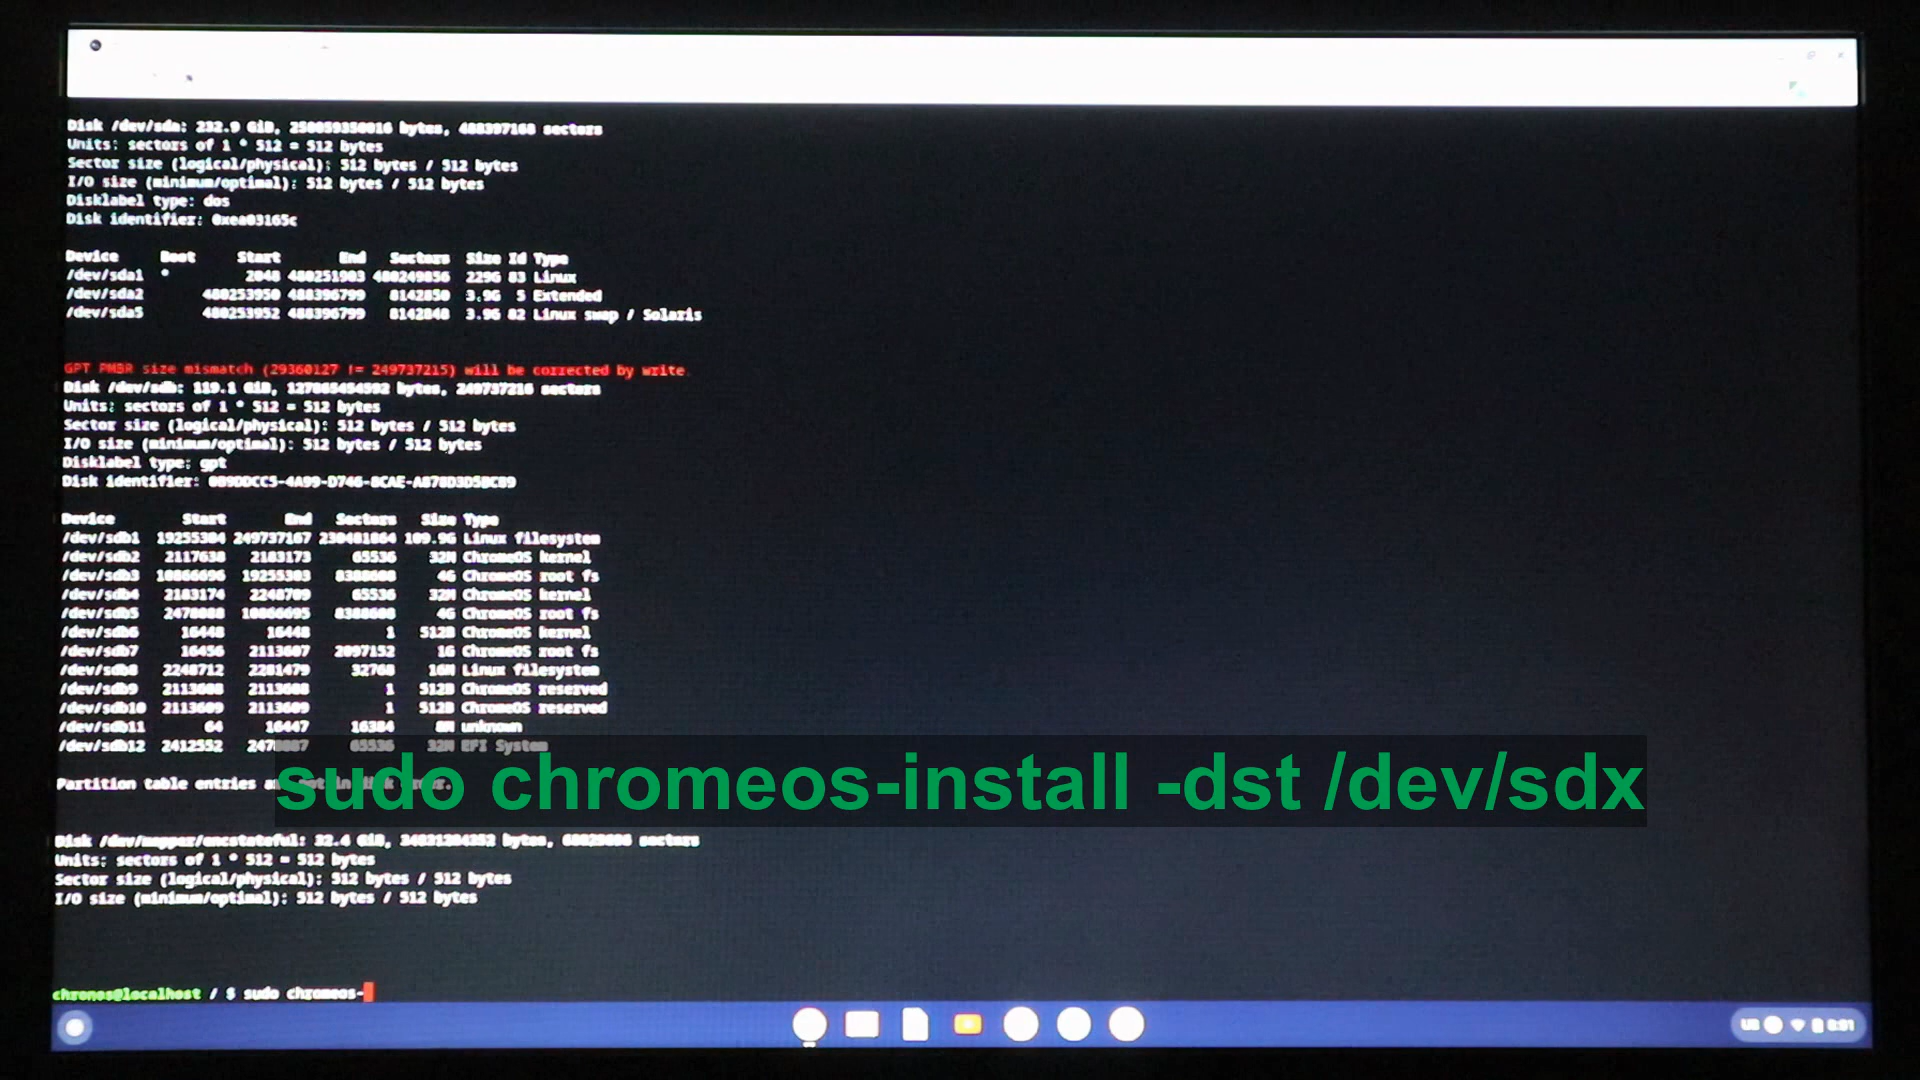 Disk /dev/sda: 232.9 GiB, 250059350016 bytes, 488397168 sectors
Units: sectors of 1 * 512 = 512 bytes
Sector size (logical/physical): 512 bytes / 512 bytes
I/O size (minimum/optimal): 512 bytes / 512 bytes
Disklabel type: dos
Disk identifier: 0xea03165c
Device Boot Start End Sectors Size Id Type
/dev/sda1 * 2048 480251903 480249856 229G 83 Linux
/dev/sda2 480253950 488396799 8142850 3.9G 5 Extended
/dev/sda5 480253952 488396799 8142848 3.9G 82 Linux swap / Solaris
GPT PMBR size mismatch (29360127 != 249737215) will be corrected by write.
Disk /dev/sdb: 119.1 GiB, 127865454592 bytes, 249737216 sectors
Units: sectors of 1 * 512 = 512 bytes
Sector size (logical/physical): 512 bytes / 512 bytes
I/O size (minimum/optimal): 512 bytes / 512 bytes
Disklabel type: gpt
Disk identifier:
Device Start End Sectors Size Type
/dev/sdb1 19255304 249737167 230481864 109.9G Linux filesystem
/dev/sdb2 2117638 2183173 65536 32M ChromeOS kernel
/dev/sdb3 10866696 19255303 8388608 4G ChromeOS root fs
/dev/sdb4 2183174 2248709 65536 32M ChromeOS kernel
/dev/sdb5 2478088 10866695 8388608 4G ChromeOS root fs
/dev/sdb6 16448 16448 1 512B ChromeOS kernel
/dev/sdb7 16456 2113607 2097152 1G ChromeOS root fs
/dev/sdb8 2248712 2281479 32768 16M Linux filesystem
/dev/sdb9 2113608 2113608 1 512B ChromeOS reserved
/dev/sdb10 2113609 2113609 1 512B ChromeOS reserved
/dev/sdb11 64 16447 16384 8M unknown
/dev/sdb12 2412552 2478087 65536 32M EFI System
Partition table entries are not in disk order.
sudo chromeos-install -dst /dev/sdx
Disk /dev/mapper/encstateful: 32.4 GiB, bytes, sectors
Units: sectors of 1 * 512 = 512 bytes
Sector size (logical/physical): 512 bytes / 512 bytes
I/O size (minimum/optimal): 512 bytes / 512 bytes
chronos@localhost / $ sudo chromeos-
US 8:01